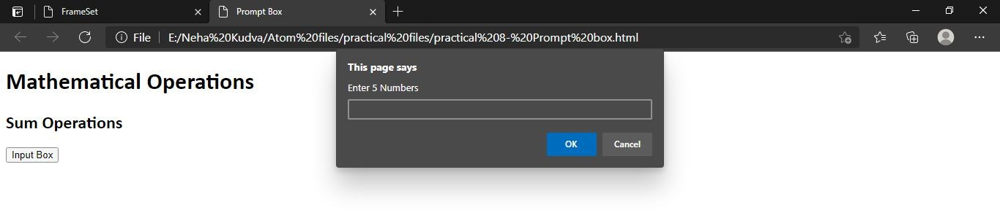 FrameSet
Prompt Box
File
E:/Neha%20Kudva/Atom%20files/practical%20files/practical%208-%20Prompt%20box.html
This page says
Enter 5 Numbers
OK
Cancel
Mathematical Operations
Sum Operations
Input Box